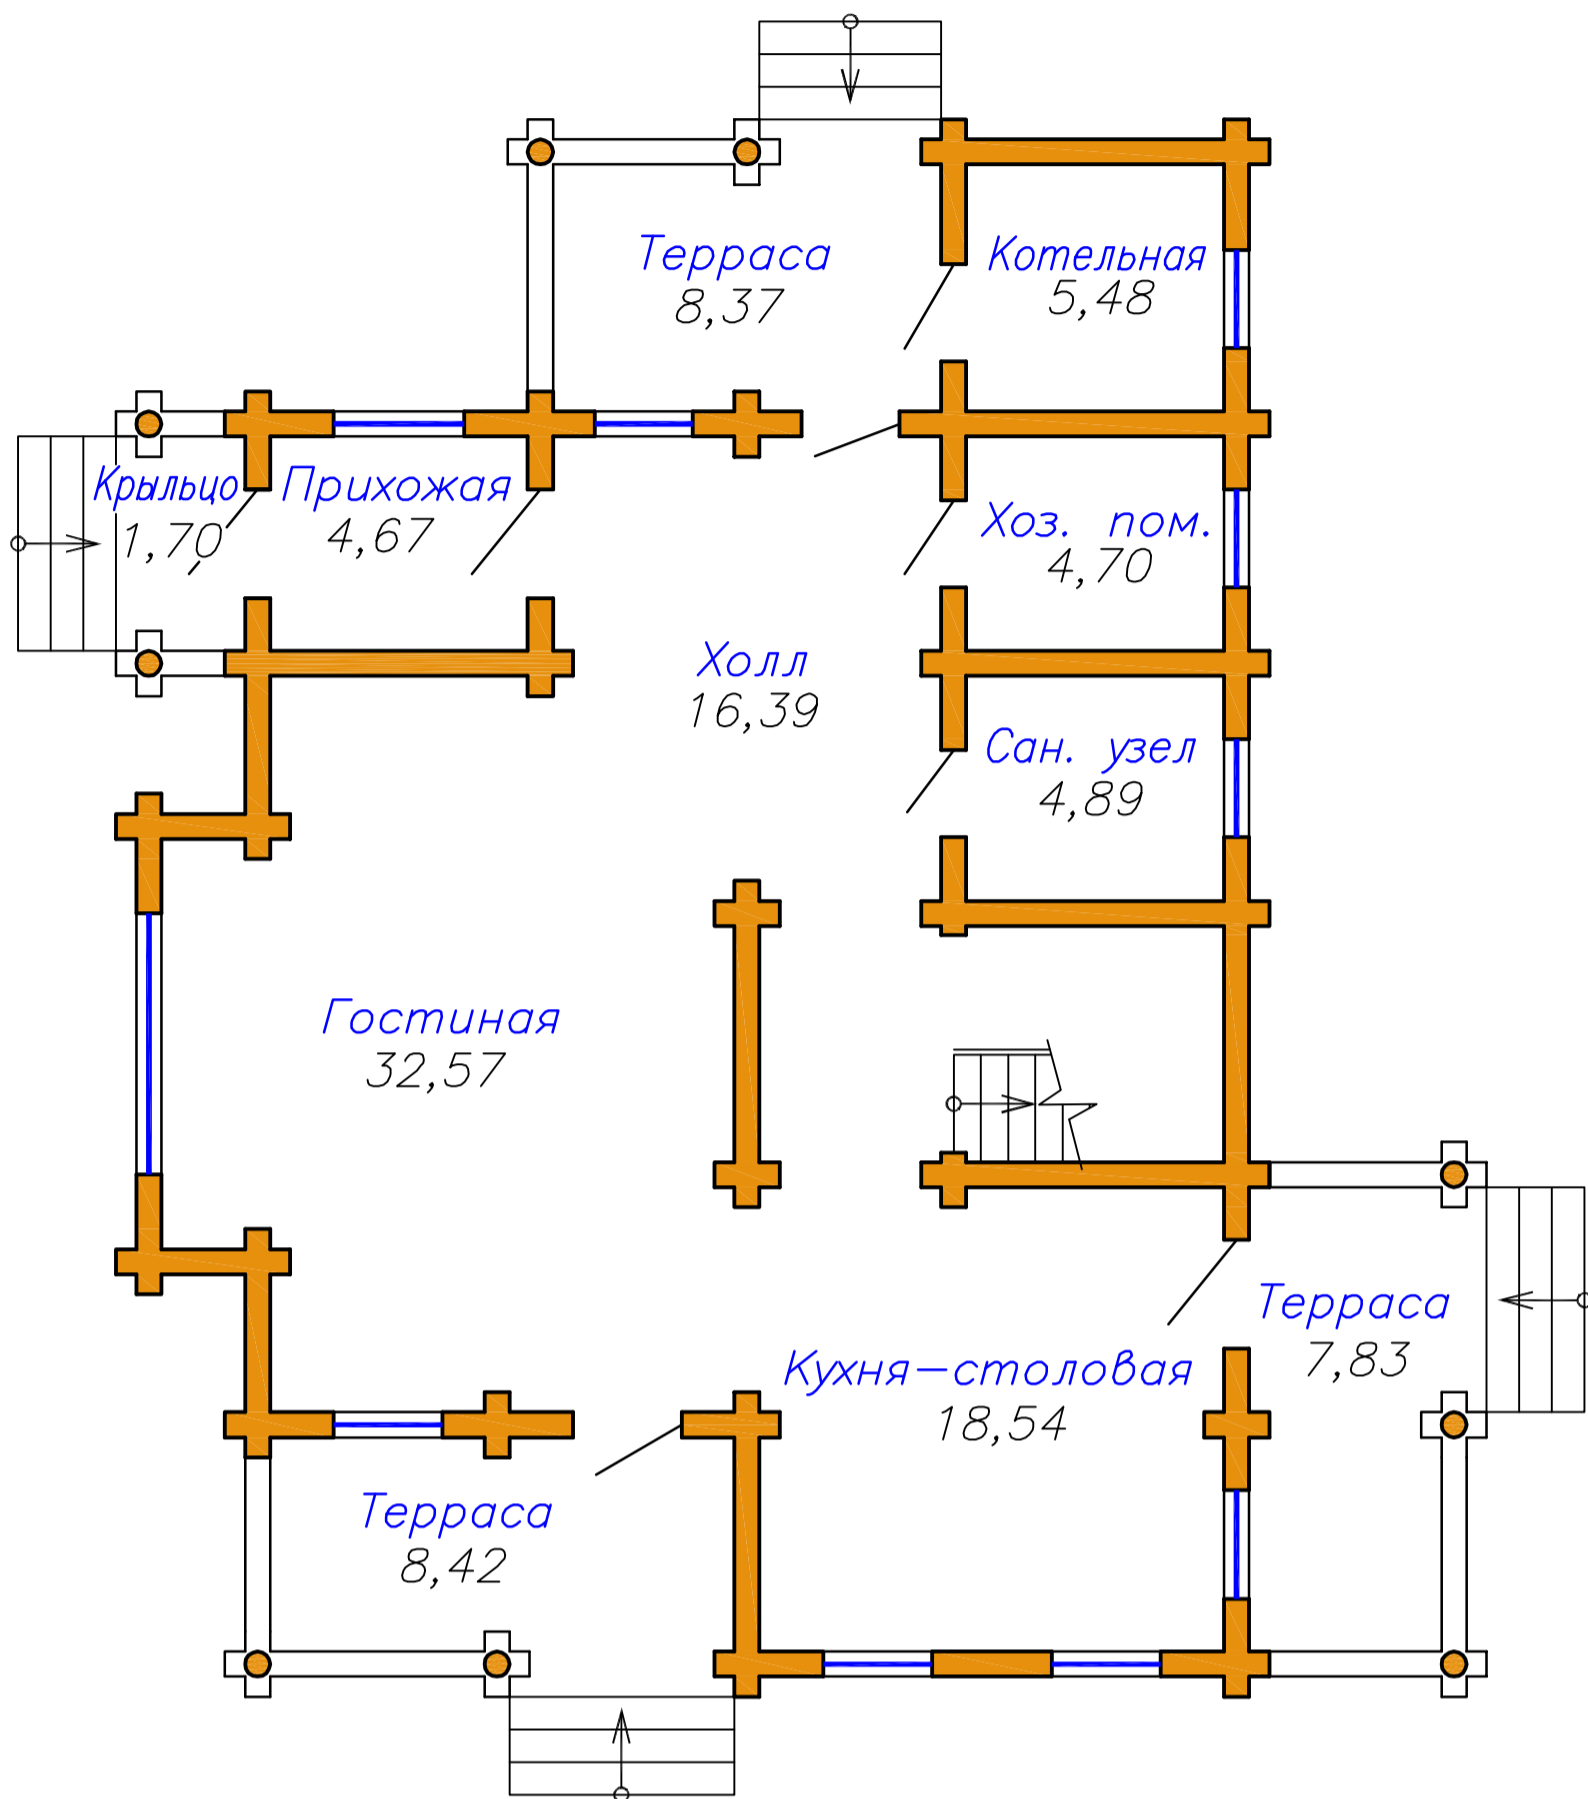 Терраса
8,37
Котельная
5,48
Крыльцо
1,70
Прихожая
4,67
Хоз. пом.
4,70
Холл
16,39
Сан. узел
4,89
Гостиная
32,57
Терраса
7,83
Кухня-столовая
18,54
Терраса
8,42